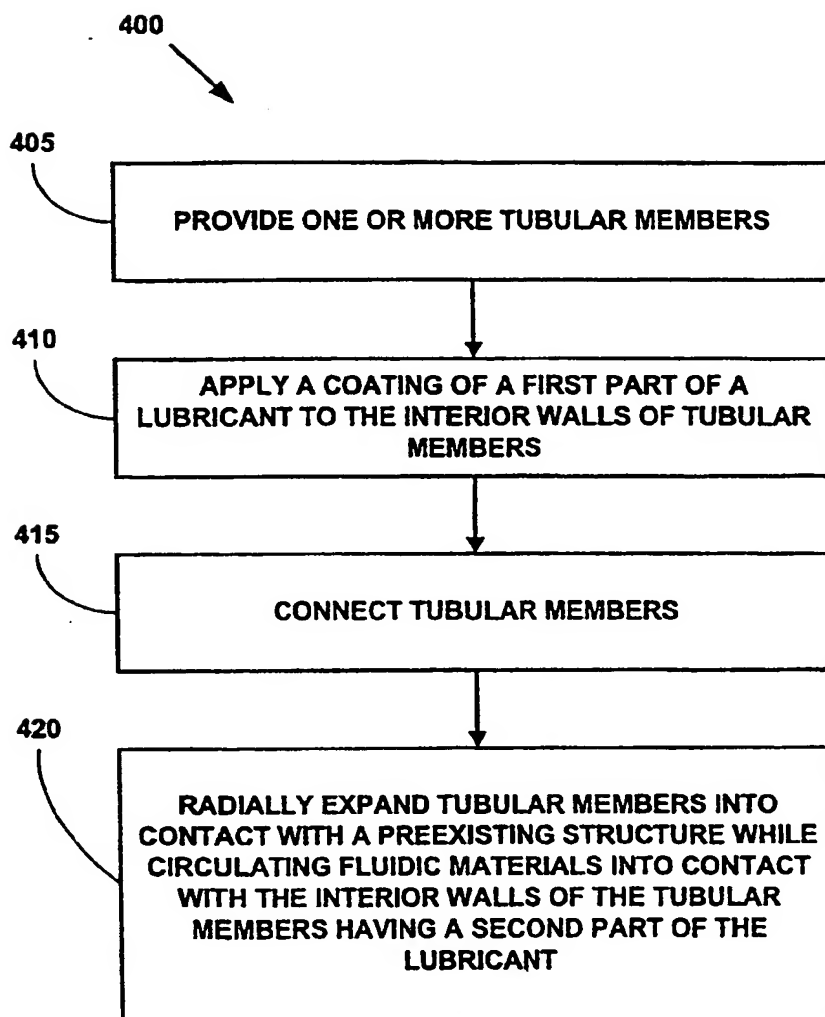 400
405
PROVIDE ONE OR MORE TUBULAR MEMBERS
410
APPLY A COATING OF A FIRST PART OF A
LUBRICANT TO THE INTERIOR WALLS OF TUBULAR
MEMBERS
415
CONNECT TUBULAR MEMBERS
420
RADIALLY EXPAND TUBULAR MEMBERS INTO
CONTACT WITH A PREEXISTING STRUCTURE WHILE
CIRCULATING FLUIDIC MATERIALS INTO CONTACT
WITH THE INTERIOR WALLS OF THE TUBULAR
MEMBERS HAVING A SECOND PART OF THE
LUBRICANT